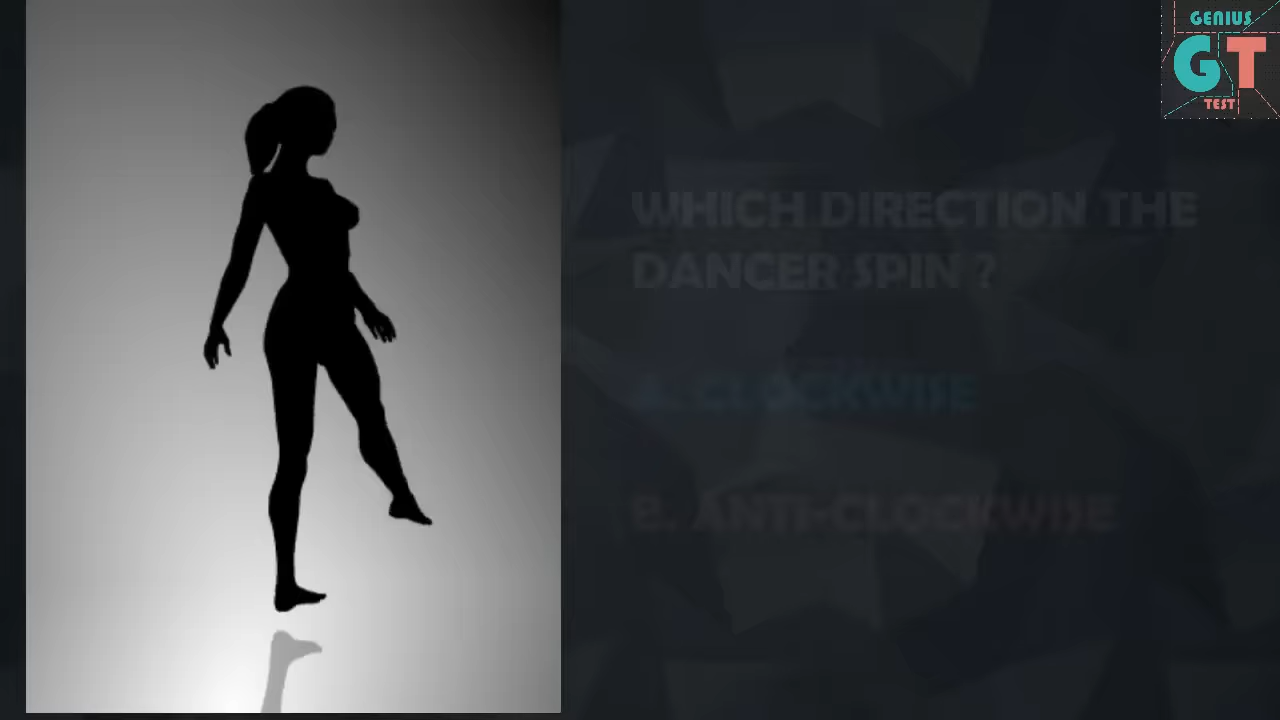 GENIUS
GT
TEST
WHICH DIRECTION THE
DANCER SPIN ?
A. CLOCKWISE
B. ANTI-CLOCKWISE